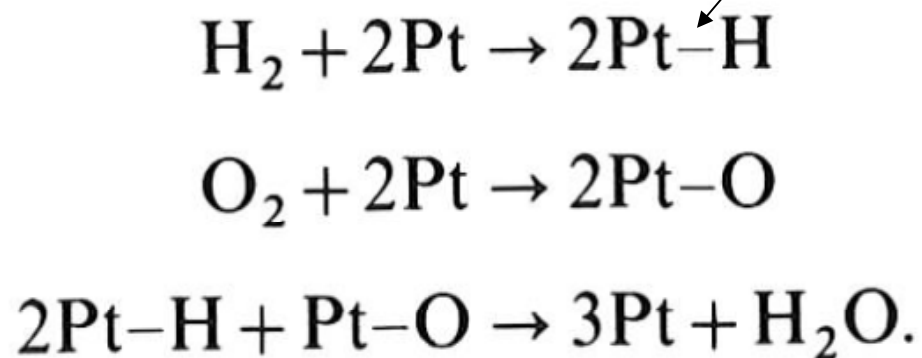 H₂ + 2Pt → 2Pt–H
O₂ + 2Pt → 2Pt–O
2Pt–H + Pt–O → 3Pt + H₂O.